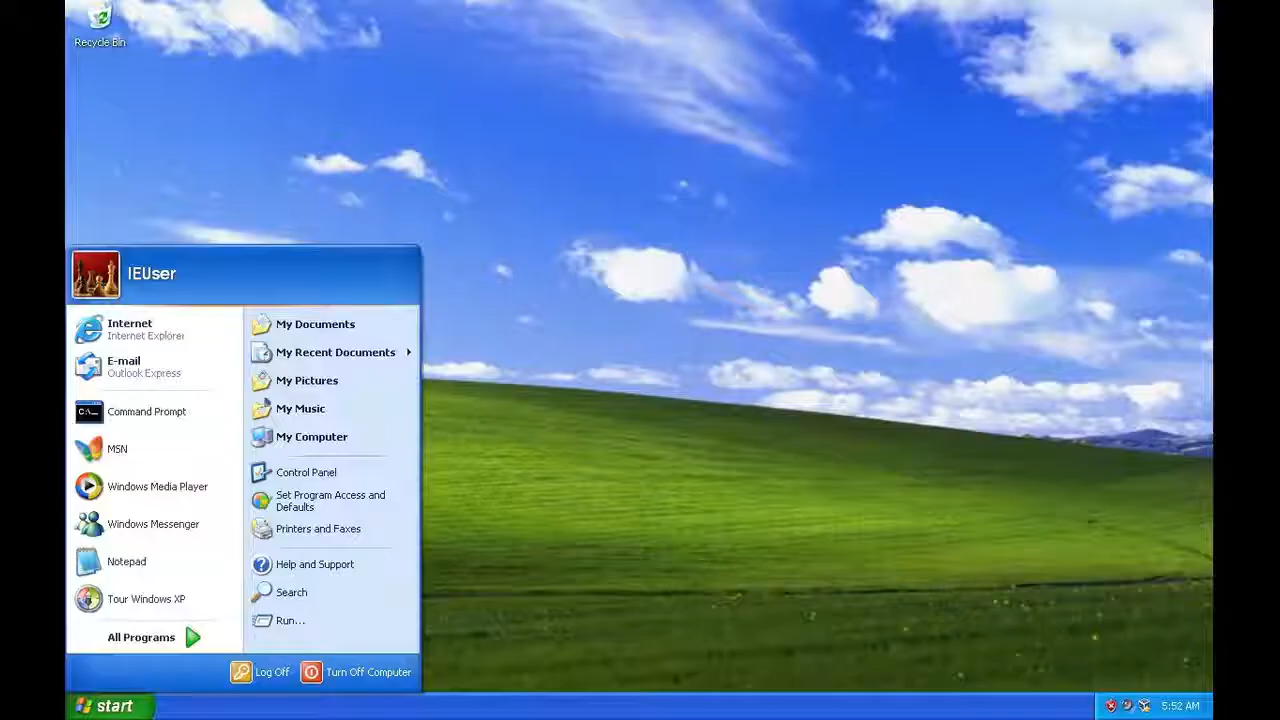 Recycle Bin
IEUser
Internet
Internet Explorer
E-mail
Outlook Express
C:\_
Command Prompt
MSN
Windows Media Player
Windows Messenger
Notepad
Tour Windows XP
All Programs
My Documents
My Recent Documents
My Pictures
My Music
My Computer
Control Panel
Set Program Access and
Defaults
Printers and Faxes
Help and Support
Search
Run...
Log Off
Turn Off Computer
start
5:52 AM